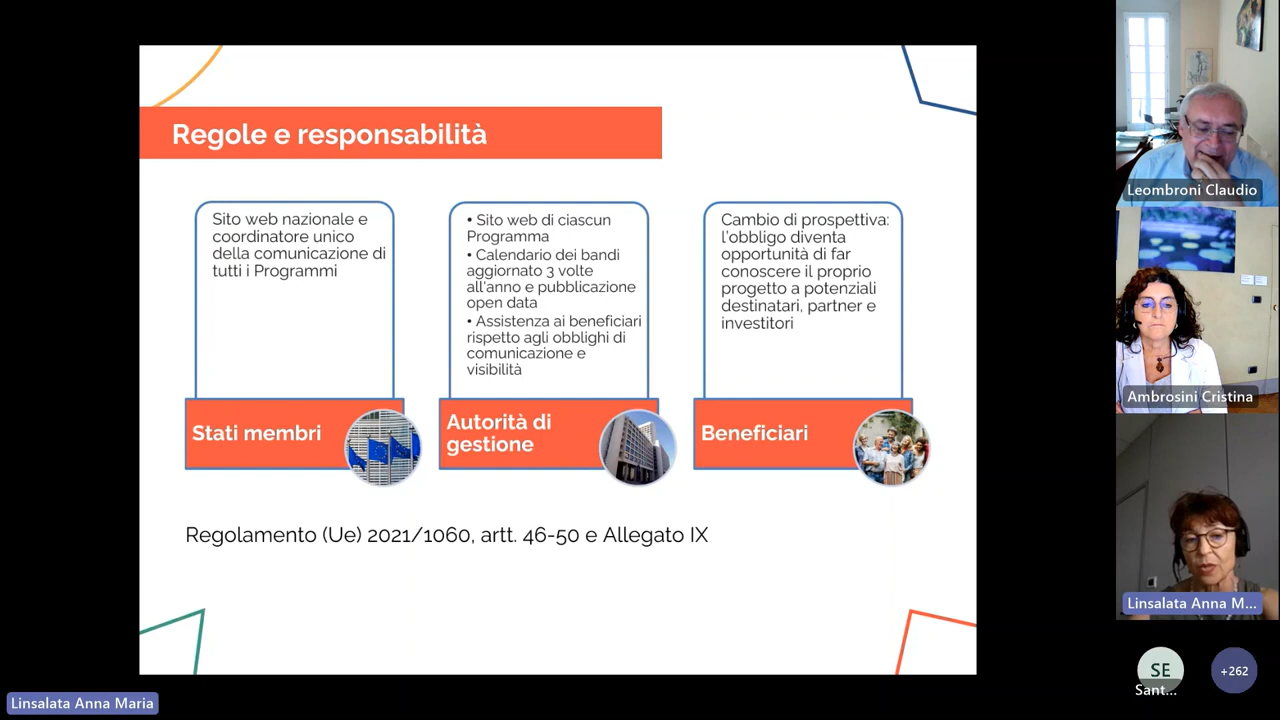 Regole e responsabilità
Sito web nazionale e
coordinatore unico
della comunicazione di
tutti i Programmi
Stati membri
• Sito web di ciascun
Programma
• Calendario dei bandi
aggiornato 3 volte
all'anno e pubblicazione
open data
• Assistenza ai beneficiari
rispetto agli obblighi di
comunicazione e
visibilità
Autorità di
gestione
Cambio di prospettiva:
l'obbligo diventa
opportunità di far
conoscere il proprio
progetto a potenziali
destinatari, partner e
investitori
Beneficiari
Regolamento (Ue) 2021/1060, artt. 46-50 e Allegato IX
Leombroni Claudio
Ambrosini Cristina
Linsalata Anna M...
SE
Sant...
+262
Linsalata Anna Maria